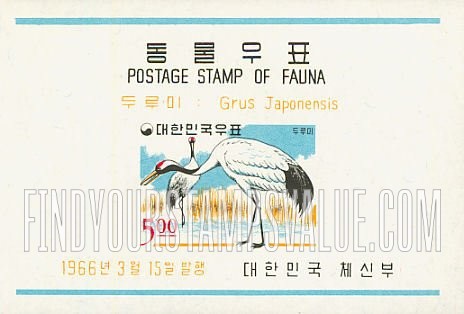 동물우표
POSTAGE STAMP OF FAUNA
두루미 : Grus Japonensis
대한민국우표 두루미
FINDYOURSTAMPSVALUE.COM
5.00
1966년 3월 15일 발행 대한민국 체신부